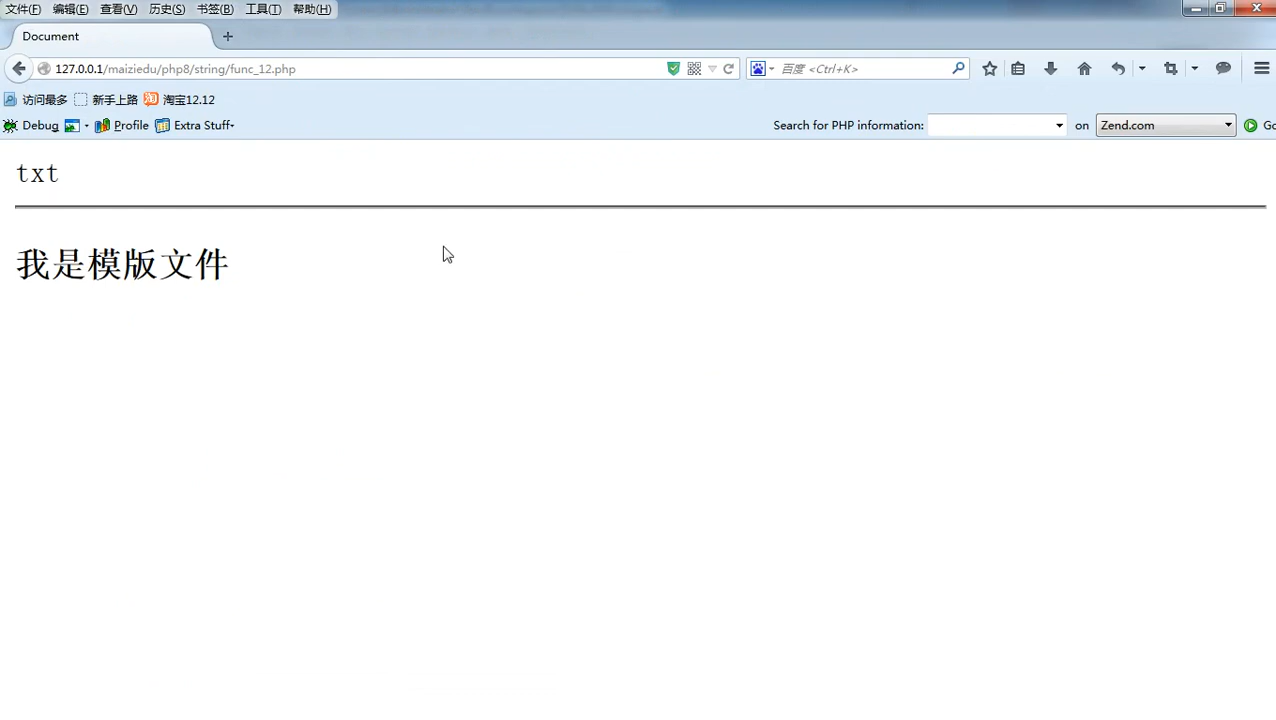 文件(F) 编辑(E) 查看(V) 历史(S) 书签(B) 工具(T) 帮助(H)
Document
127.0.0.1/maiziedu/php8/string/func_12.php 百度 <Ctrl+K>
访问最多 新手上路 淘宝12.12
Debug Profile Extra Stuff Search for PHP information: on Zend.com Go
txt
我是模版文件